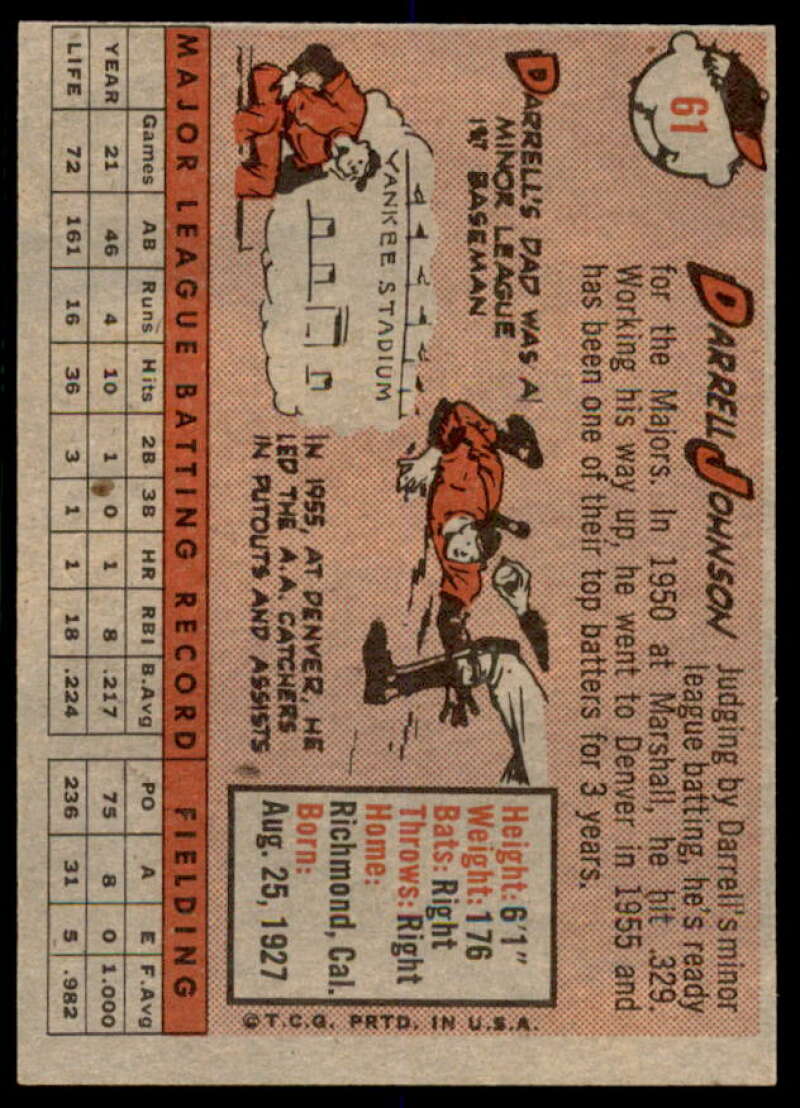 61
DARRELL JOHNSON
Judging by Darrell's minor
league batting, he's ready
for the Majors. In 1950 at Marshall, he hit .329.
Working his way up, he went to Denver in 1955 and
has been one of their top batters for 3 years.
DARRELL'S DAD WAS A
MINOR LEAGUE
1ST BASEMAN
YANKEE STADIUM
IN 1955, AT DENVER, HE
LED THE A.A. CATCHERS
IN PUTOUTS AND ASSISTS
Height: 6'1"
Weight: 176
Bats: Right
Throws: Right
Home:
Richmond, Cal.
Born:
Aug. 25, 1927
©T.C.G. PRTD. IN U.S.A.
MAJOR LEAGUE BATTING RECORD FIELDING
Games AB Runs Hits 2B 3B HR RBI B.Avg PO A E F.Avg
YEAR 21 46 4 10 1 0 1 8 .217 75 8 0 1.000
LIFE 72 161 16 36 3 1 1 18 .224 236 31 5 .982